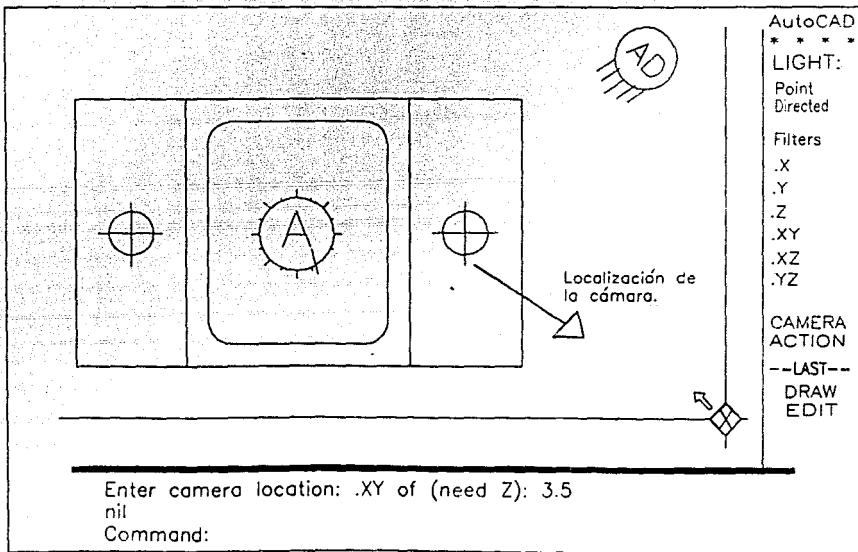 AutoCAD
* * * *
LIGHT:
Point
Directed
Filters
.X
.Y
.Z
.XY
.XZ
.YZ
CAMERA
ACTION
--LAST--
DRAW
EDIT
AD
A
Localización de
la cámara.
Enter camera location: .XY of (need Z): 3.5
nil
Command: